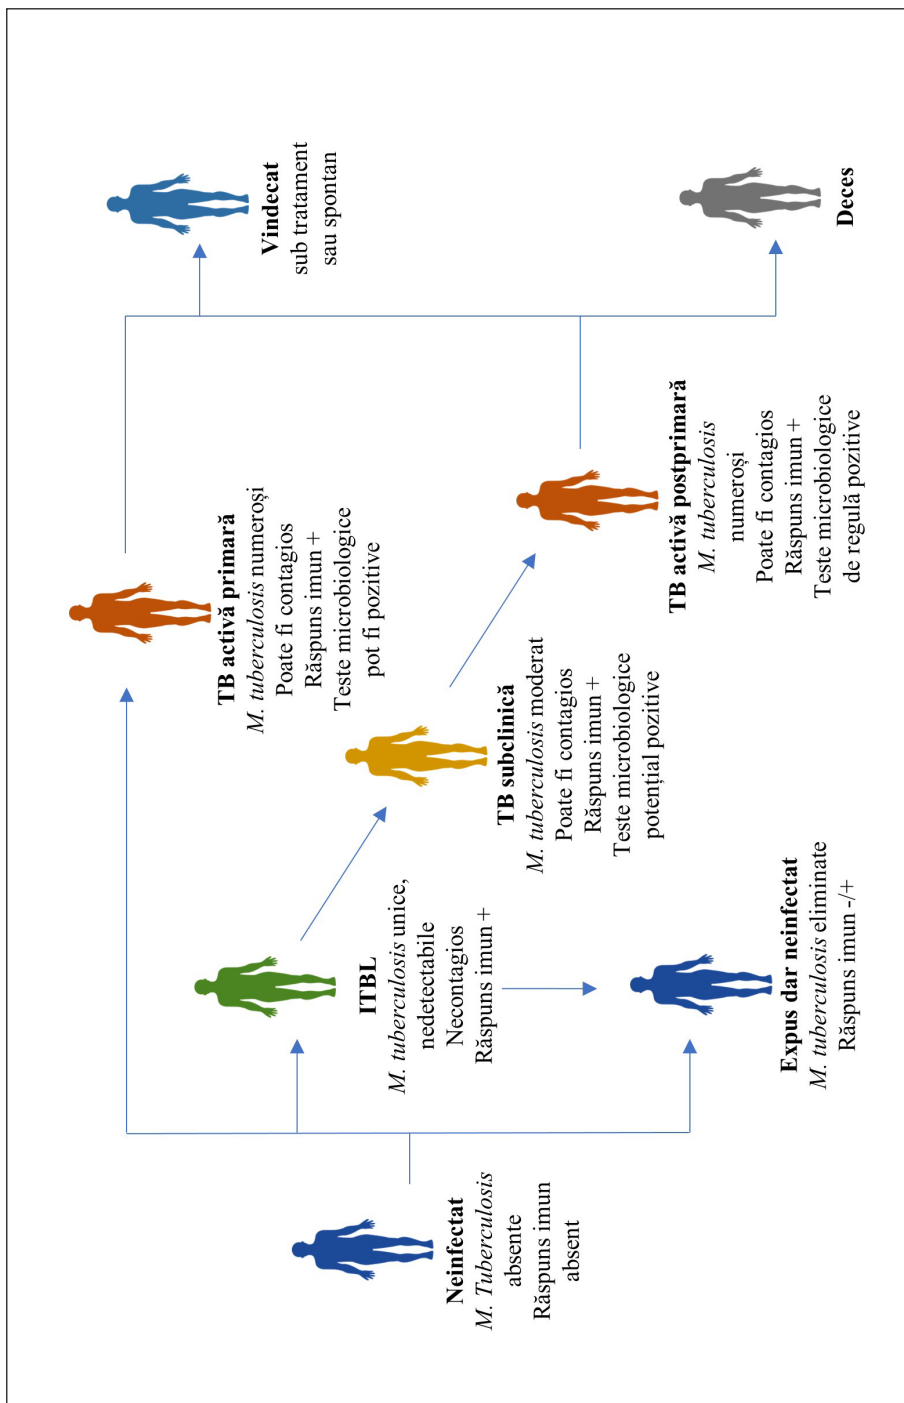 Neinfectat
M. Tuberculosis
absente
Răspuns imun
absent
ITBL
M. tuberculosis unice,
nedetectabile
Necontagios
Răspuns imun +
Expus dar neinfectat
M. tuberculosis eliminate
Răspuns imun -/+
TB subclinică
M. tuberculosis moderat
Poate fi contagios
Răspuns imun +
Teste microbiologice
potențial pozitive
TB activă primară
M. tuberculosis numeroși
Poate fi contagios
Răspuns imun +
Teste microbiologice
pot fi pozitive
TB activă postprimară
M. tuberculosis
numeroși
Poate fi contagios
Răspuns imun +
Teste microbiologice
de regulă pozitive
Vindecat
sub tratament
sau spontan
Deces